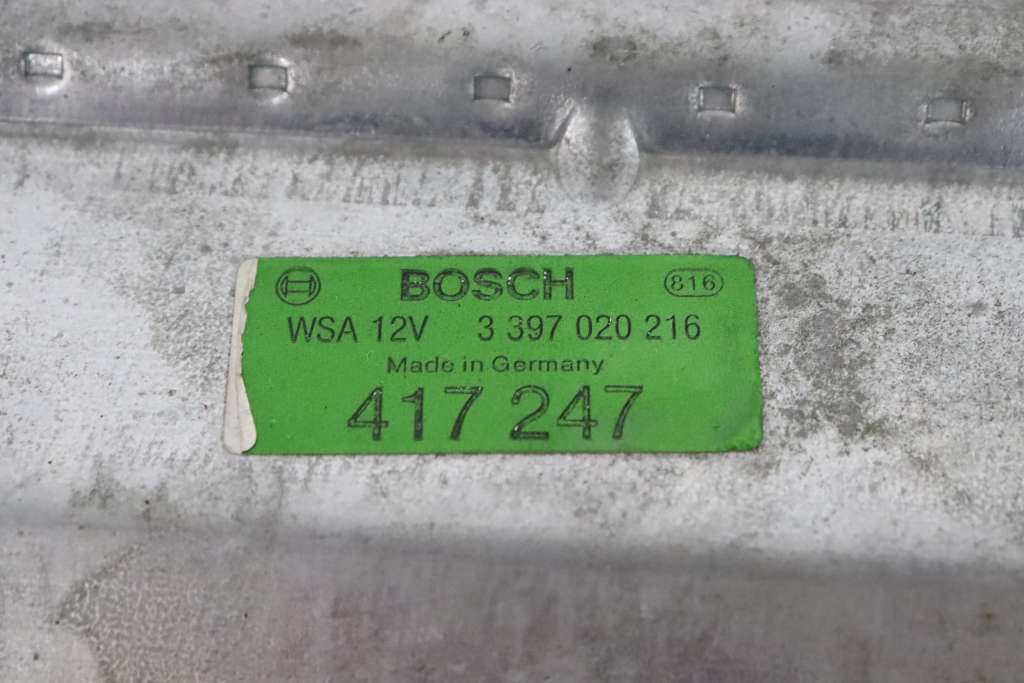 BOSCH 816
WSA 12V 3 397 020 216
Made in Germany
417 247